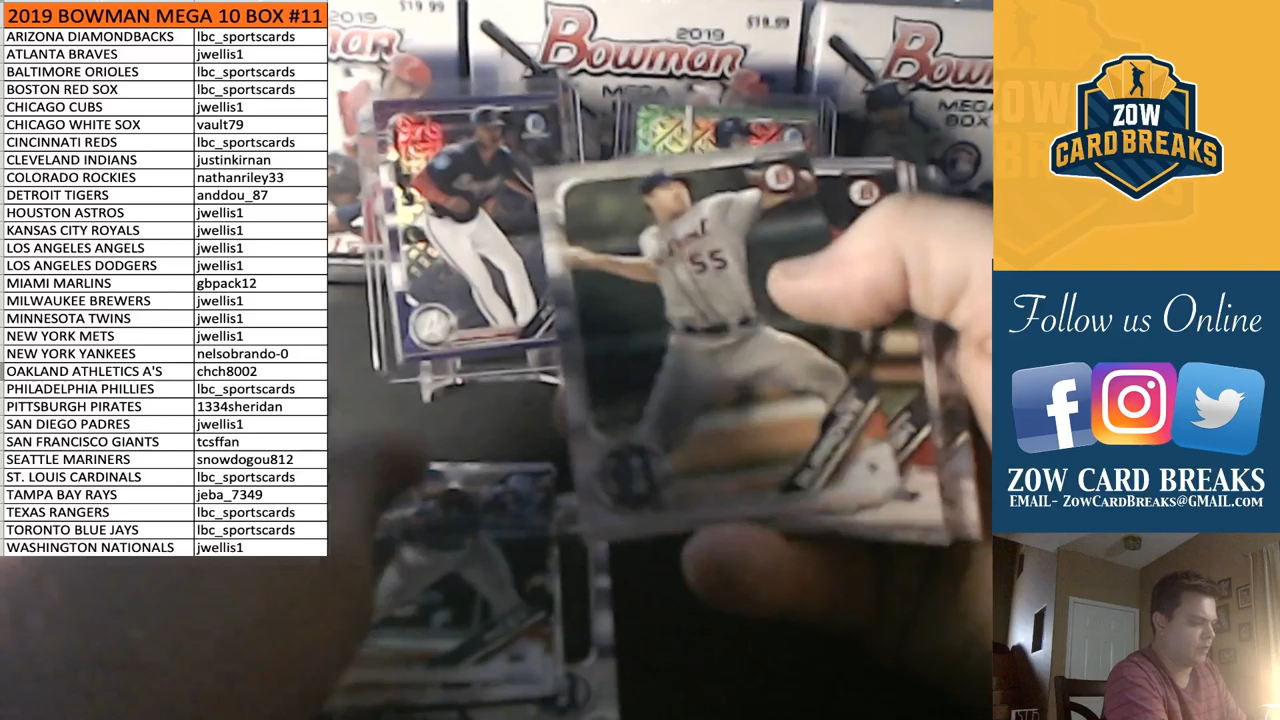 2019 BOWMAN MEGA 10 BOX #11
ARIZONA DIAMONDBACKS lbc_sportscards
ATLANTA BRAVES jwellis1
BALTIMORE ORIOLES lbc_sportscards
BOSTON RED SOX lbc_sportscards
CHICAGO CUBS jwellis1
CHICAGO WHITE SOX vault79
CINCINNATI REDS lbc_sportscards
CLEVELAND INDIANS justinkirnan
COLORADO ROCKIES nathanriley33
DETROIT TIGERS anddou_87
HOUSTON ASTROS jwellis1
KANSAS CITY ROYALS jwellis1
LOS ANGELES ANGELS jwellis1
LOS ANGELES DODGERS jwellis1
MIAMI MARLINS gbpack12
MILWAUKEE BREWERS jwellis1
MINNESOTA TWINS jwellis1
NEW YORK METS jwellis1
NEW YORK YANKEES nelsobrando-0
OAKLAND ATHLETICS A'S chch8002
PHILADELPHIA PHILLIES lbc_sportscards
PITTSBURGH PIRATES 1334sheridan
SAN DIEGO PADRES jwellis1
SAN FRANCISCO GIANTS tcsffan
SEATTLE MARINERS snowdogou812
ST. LOUIS CARDINALS lbc_sportscards
TAMPA BAY RAYS jeba_7349
TEXAS RANGERS lbc_sportscards
TORONTO BLUE JAYS lbc_sportscards
WASHINGTON NATIONALS jwellis1
2019 $19.99
2019 $19.99
Bowman
MEGA
BOX
55
ZOW
CARD BREAKS
Follow us Online
ZOW CARD BREAKS
EMAIL- ZOWCARDBREAKS@GMAIL.COM